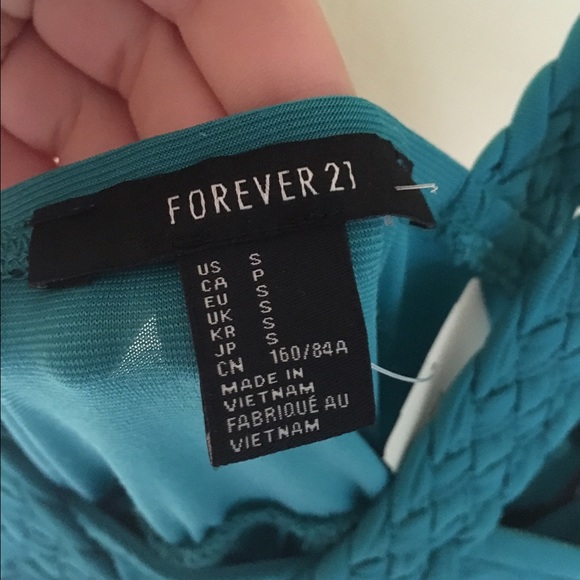 FOREVER 21
US S
CA P
EU S
UK S
KR S
JP S
CN 160/84A
MADE IN
VIETNAM
FABRIQUÉ AU
VIETNAM